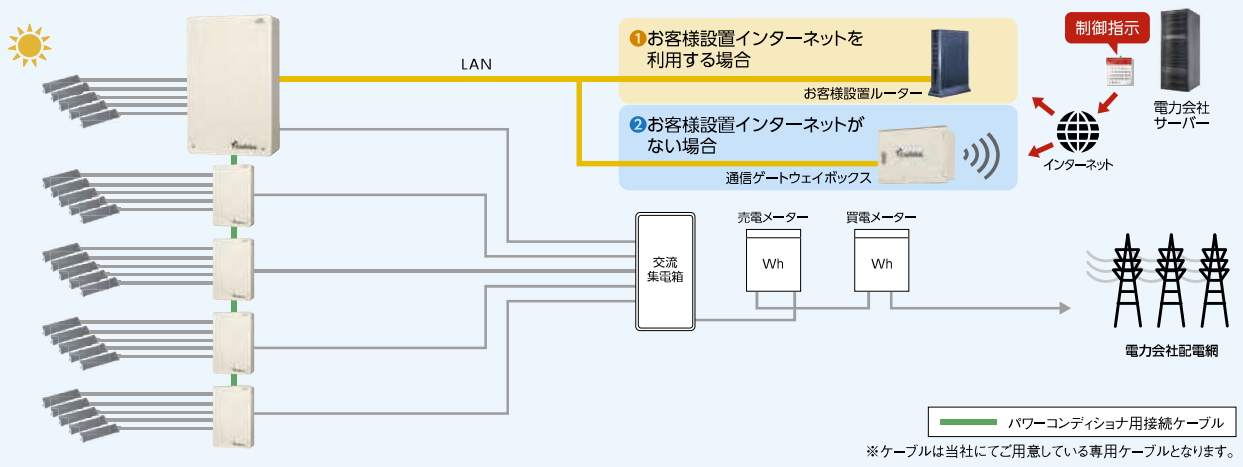 LAN
❶お客様設置インターネットを
利用する場合
お客様設置ルーター
❷お客様設置インターネットが
ない場合
通信ゲートウェイボックス
制御指示
電力会社
サーバー
インターネット
交流
集電箱
売電メーター
Wh
買電メーター
Wh
電力会社配電網
パワーコンディショナ用接続ケーブル
※ケーブルは当社にてご用意している専用ケーブルとなります。